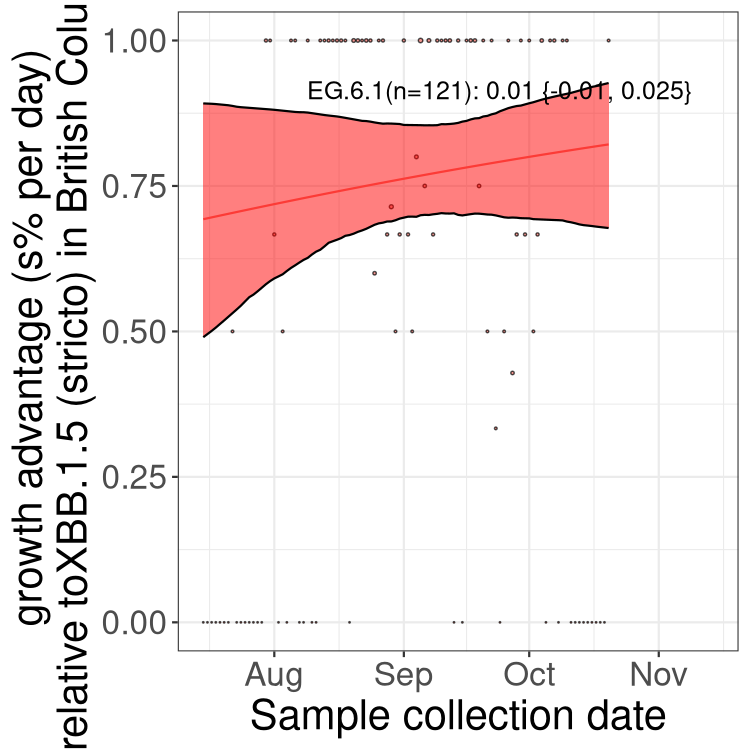 growth advantage (s% per day)
relative toXBB.1.5 (stricto) in British Colu
1.00
0.75
0.50
0.25
0.00
EG.6.1(n=121): 0.01 {-0.01, 0.025}
Aug Sep Oct Nov
Sample collection date